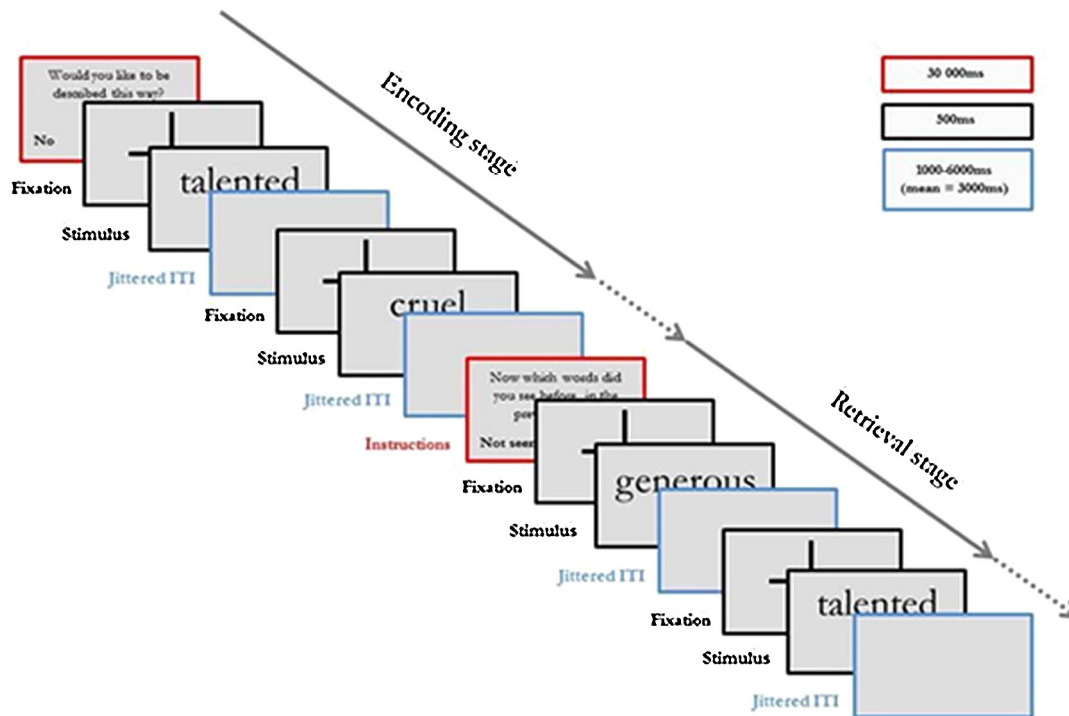 Would you like to be
described this way?
No
Fixation
talented
Stimulus
Jittered ITI
Fixation
cruel
Stimulus
Jittered ITI
Instructions
Now which words did
you see before, in the
Not seen
Fixation
generous
Stimulus
Jittered ITI
Fixation
talented
Stimulus
Jittered ITI
Encoding stage
Retrieval stage
30 000ms
500ms
1000-6000ms
(mean = 3000ms)